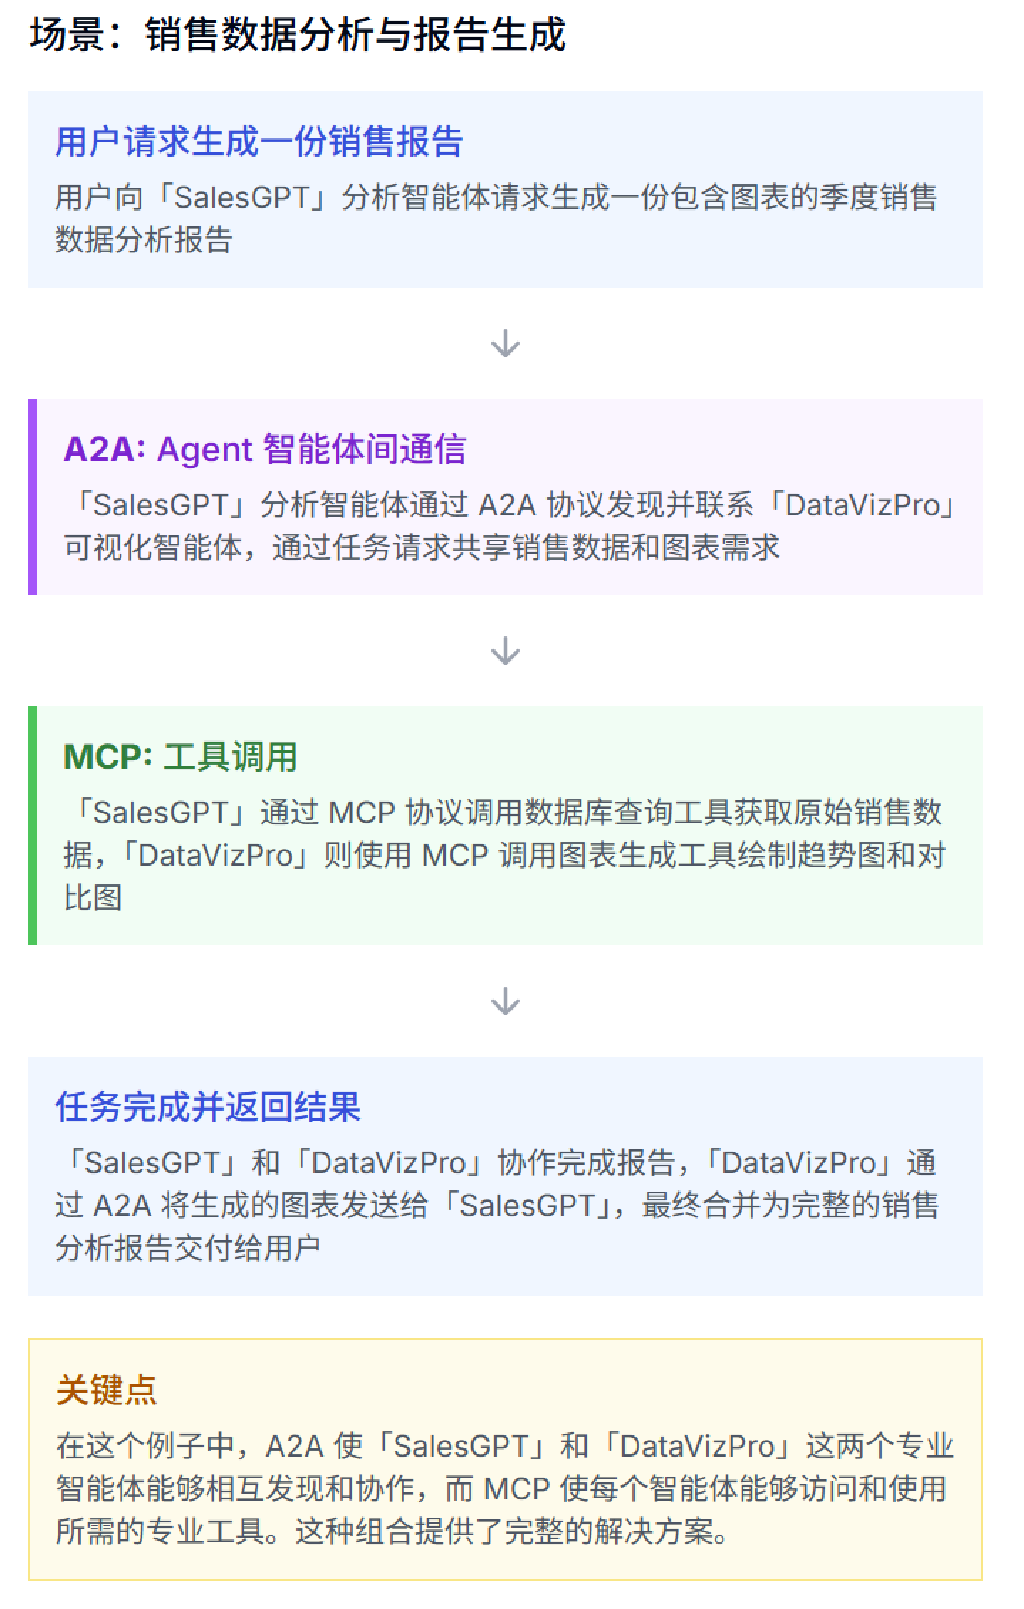 场景：销售数据分析与报告生成
用户请求生成一份销售报告
用户向「SalesGPT」分析智能体请求生成一份包含图表的季度销售
数据分析报告
A2A: Agent 智能体间通信
「SalesGPT」分析智能体通过 A2A 协议发现并联系「DataVizPro」
可视化智能体，通过任务请求共享销售数据和图表需求
MCP: 工具调用
「SalesGPT」通过 MCP 协议调用数据库查询工具获取原始销售数
据，「DataVizPro」则使用 MCP 调用图表生成工具绘制趋势图和对
比图
任务完成并返回结果
「SalesGPT」和「DataVizPro」协作完成报告，「DataVizPro」通
过 A2A 将生成的图表发送给「SalesGPT」，最终合并为完整的销售
分析报告交付给用户
关键点
在这个例子中，A2A 使「SalesGPT」和「DataVizPro」这两个专业
智能体能够相互发现和协作，而 MCP 使每个智能体能够访问和使用
所需的专业工具。这种组合提供了完整的解决方案。